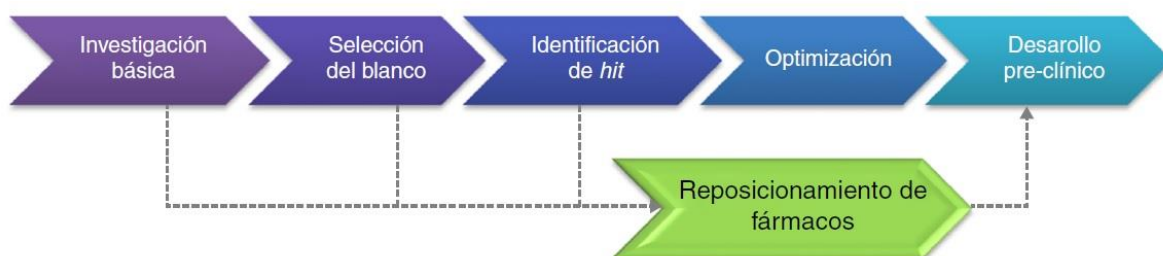 Investigación
básica
Selección
del blanco
Identificación
de hit
Optimización
Desarollo
pre-clínico
Reposicionamiento de
fármacos